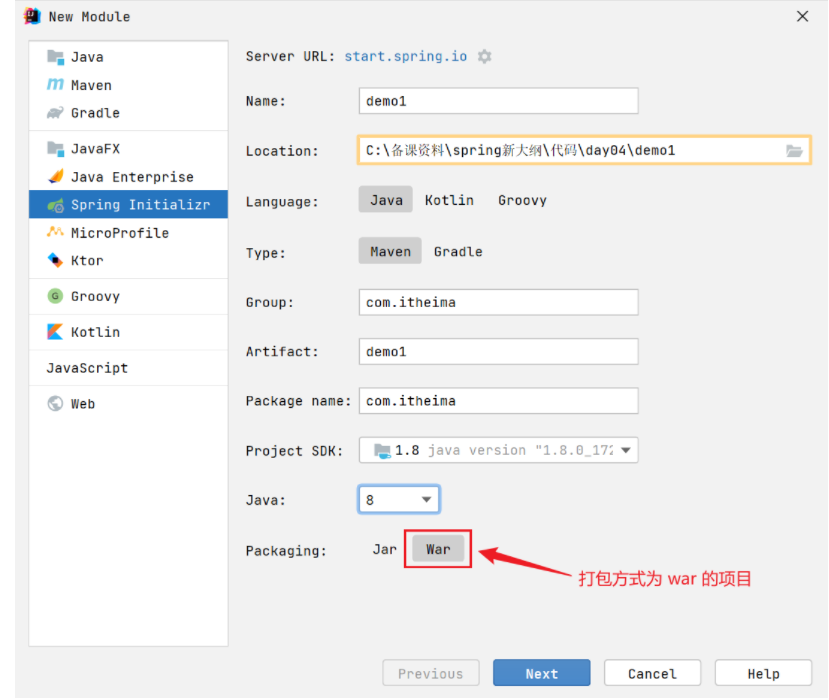 New Module
Java
Maven
Gradle
JavaFX
Java Enterprise
Spring Initializr
MicroProfile
Ktor
Groovy
Kotlin
JavaScript
Web
Server URL: start.spring.io
Name: demo1
Location: C:\备课资料\spring新大纲\代码\day04\demo1
Language: Java Kotlin Groovy
Type: Maven Gradle
Group: com.itheima
Artifact: demo1
Package name: com.itheima
Project SDK: 1.8 java version "1.8.0_172
Java: 8
Packaging: Jar War
打包方式为 war 的项目
Previous Next Cancel Help